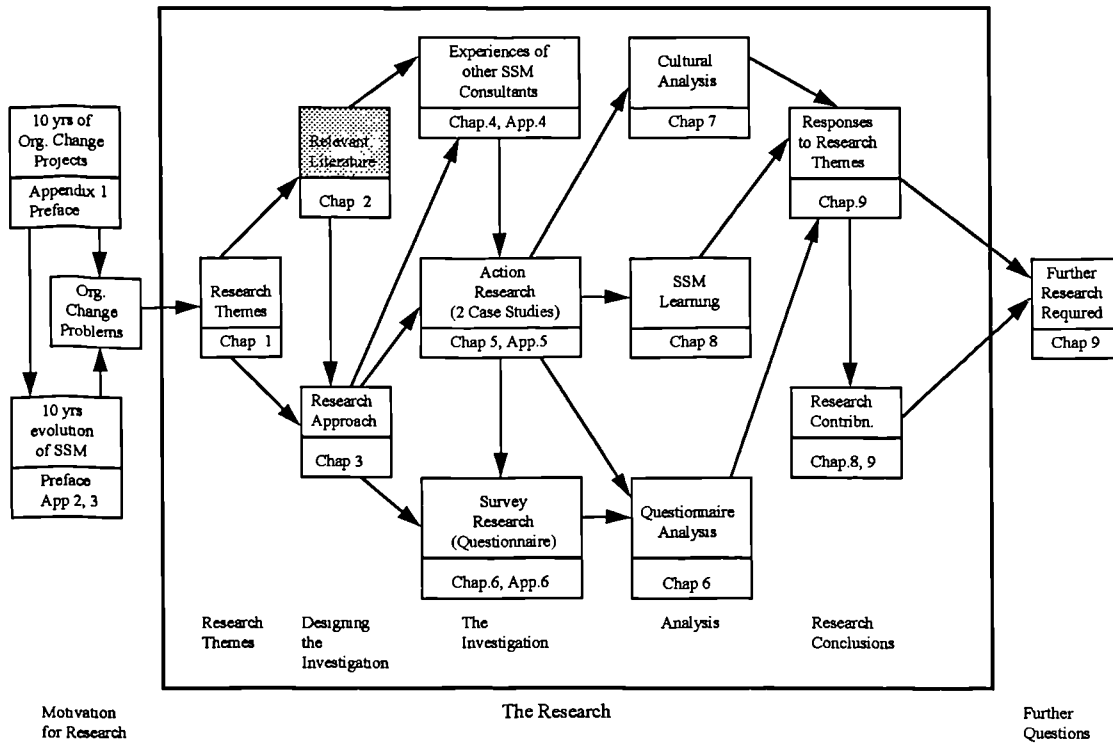 10 yrs of
Org. Change
Projects
Appendix 1
Preface
Org.
Change
Problems
10 yrs
evolution
of SSM
Preface
App 2, 3
Research
Themes
Chap 1
Relevant
Literature
Chap 2
Research
Approach
Chap 3
Experiences of
other SSM
Consultants
Chap.4, App.4
Action
Research
(2 Case Studies)
Chap 5, App.5
Survey
Research
(Questionnaire)
Chap.6, App.6
Cultural
Analysis
Chap 7
SSM
Learning
Chap 8
Questionnaire
Analysis
Chap 6
Responses
to Research
Themes
Chap.9
Research
Contribn.
Chap.8, 9
Further
Research
Required
Chap 9
Research
Themes
Designing
the
Investigation
The
Investigation
Analysis
Research
Conclusions
Motivation
for Research
The Research
Further
Questions